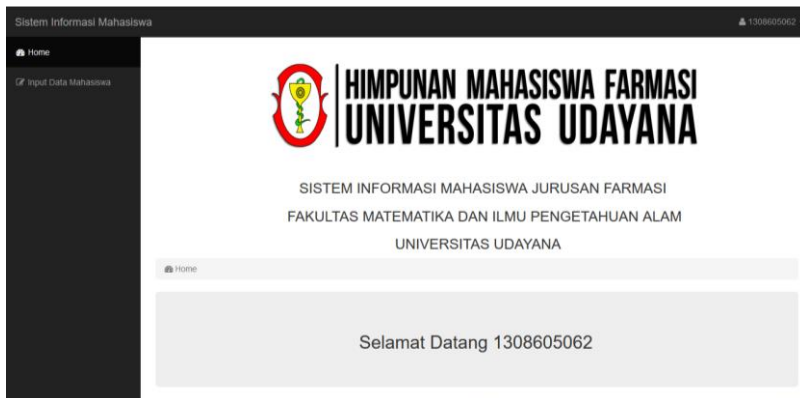 Sistem Informasi Mahasiswa
1308605062
Home
Input Data Mahasiswa
HIMPUNAN MAHASISWA FARMASI
UNIVERSITAS UDAYANA
SISTEM INFORMASI MAHASISWA JURUSAN FARMASI
FAKULTAS MATEMATIKA DAN ILMU PENGETAHUAN ALAM
UNIVERSITAS UDAYANA
Home
Selamat Datang 1308605062